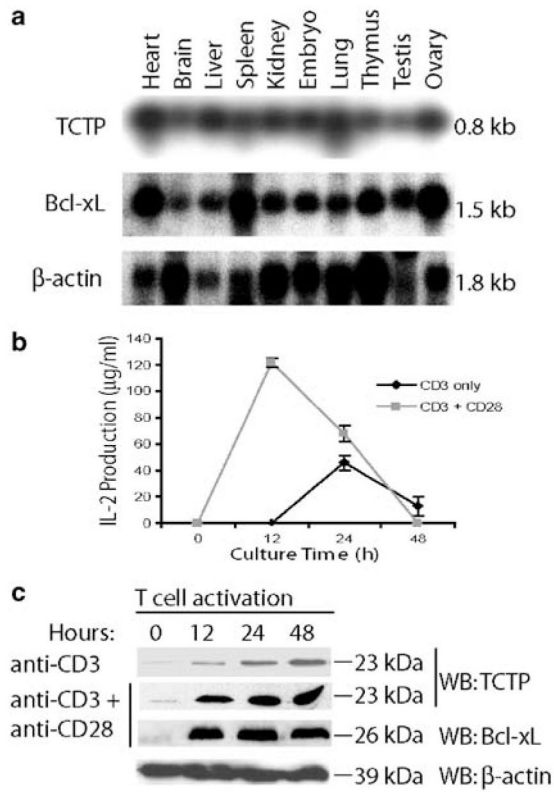 a
Heart Brain Liver Spleen Kidney Embryo Lung Thymus Testis Ovary
TCTP 0.8 kb
Bcl-xL 1.5 kb
β-actin 1.8 kb
b
IL-2 Production (µg/ml)
140
120
100
80
60
40
20
0
CD3 only
CD3 + CD28
0 12 24 48
Culture Time (h)
c
T cell activation
Hours: 0 12 24 48
anti-CD3 23 kDa
anti-CD3 + 23 kDa WB: TCTP
anti-CD28 26 kDa WB: Bcl-xL
39 kDa WB: β-actin